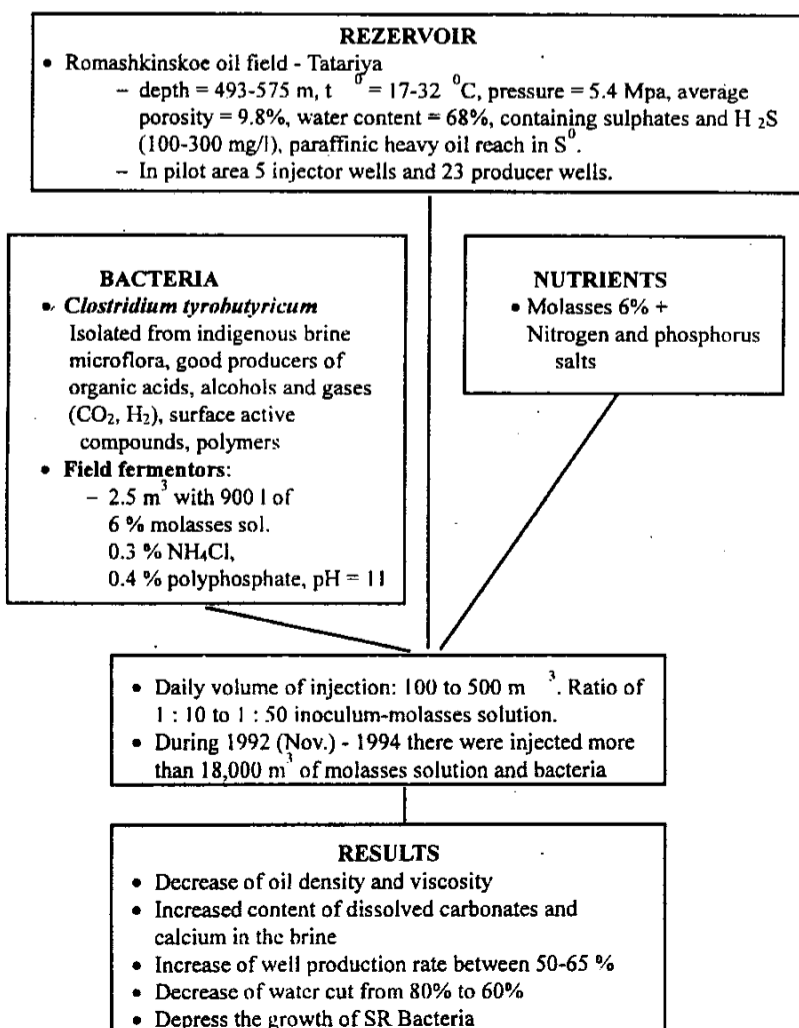 REZERVOIR
• Romashkinskoe oil field - Tatariya
– depth = 493-575 m, t ⁰ = 17-32 ⁰C, pressure = 5.4 Mpa, average
porosity = 9.8%, water content = 68%, containing sulphates and H ₂S
(100-300 mg/l), paraffinic heavy oil reach in S⁰.
– In pilot area 5 injector wells and 23 producer wells.
BACTERIA
• Clostridium tyrobutyricum
Isolated from indigenous brine
microflora, good producers of
organic acids, alcohols and gases
(CO₂, H₂), surface active
compounds, polymers
• Field fermentors:
– 2.5 m³ with 900 l of
6 % molasses sol.
0.3 % NH₄Cl,
0.4 % polyphosphate, pH = 11
NUTRIENTS
• Molasses 6% +
Nitrogen and phosphorus
salts
• Daily volume of injection: 100 to 500 m ³. Ratio of
1 : 10 to 1 : 50 inoculum-molasses solution.
• During 1992 (Nov.) - 1994 there were injected more
than 18,000 m³ of molasses solution and bacteria
RESULTS
• Decrease of oil density and viscosity
• Increased content of dissolved carbonates and
calcium in the brine
• Increase of well production rate between 50-65 %
• Decrease of water cut from 80% to 60%
• Depress the growth of SR Bacteria